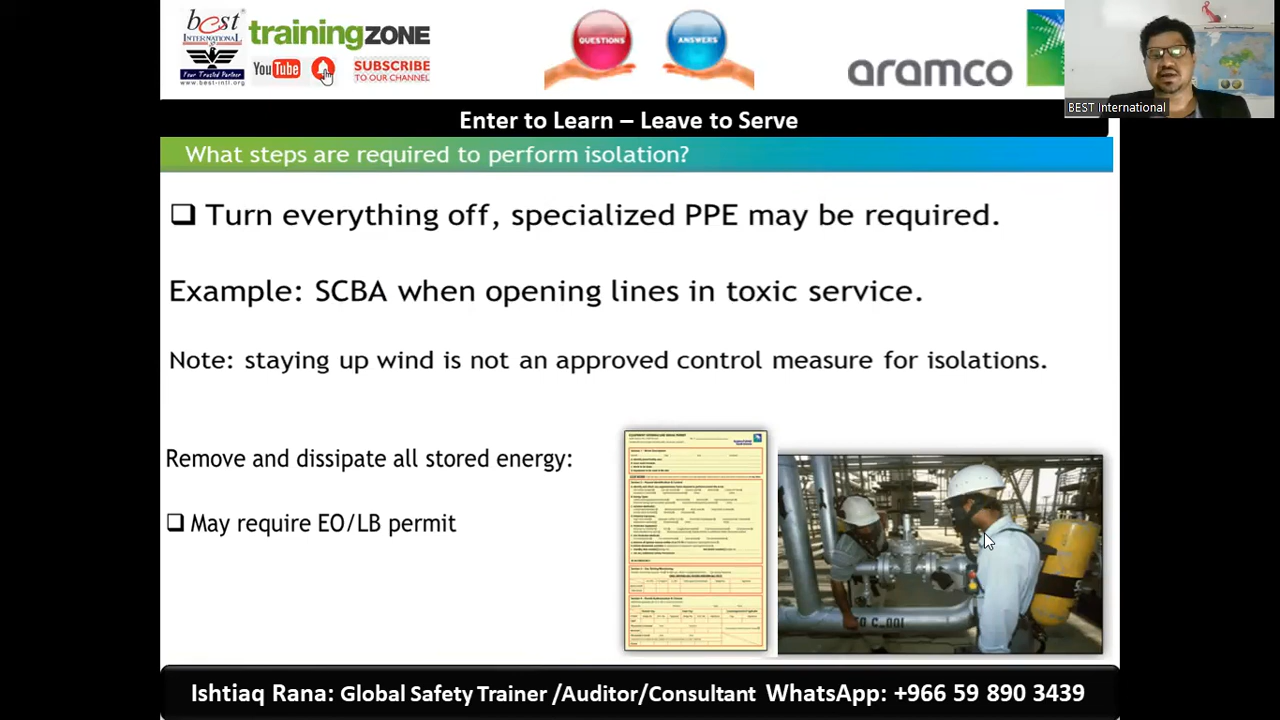 best
INTERNATIONAL
Your Trusted Partner
www.best-intl.org
trainingZONE
YouTube
SUBSCRIBE
TO OUR CHANNEL
QUESTIONS
ANSWERS
aramco
BEST International
Enter to Learn – Leave to Serve
What steps are required to perform isolation?
❑ Turn everything off, specialized PPE may be required.
Example: SCBA when opening lines in toxic service.
Note: staying up wind is not an approved control measure for isolations.
Remove and dissipate all stored energy:
❑ May require EO/LB permit
Ishtiaq Rana: Global Safety Trainer /Auditor/Consultant WhatsApp: +966 59 890 3439